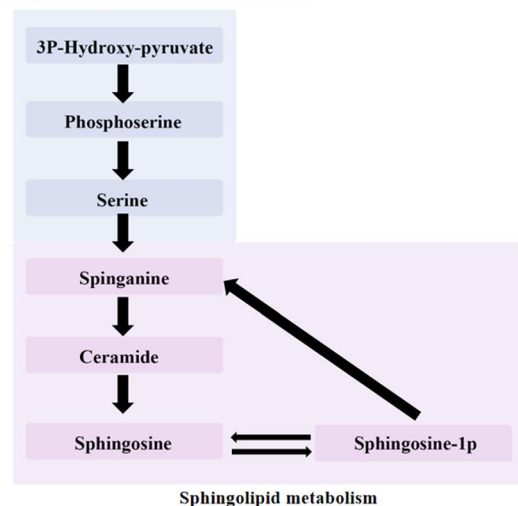 3P-Hydroxy-pyruvate
Phosphoserine
Serine
Spinganine
Ceramide
Sphingosine
Sphingosine-1p
Sphingolipid metabolism